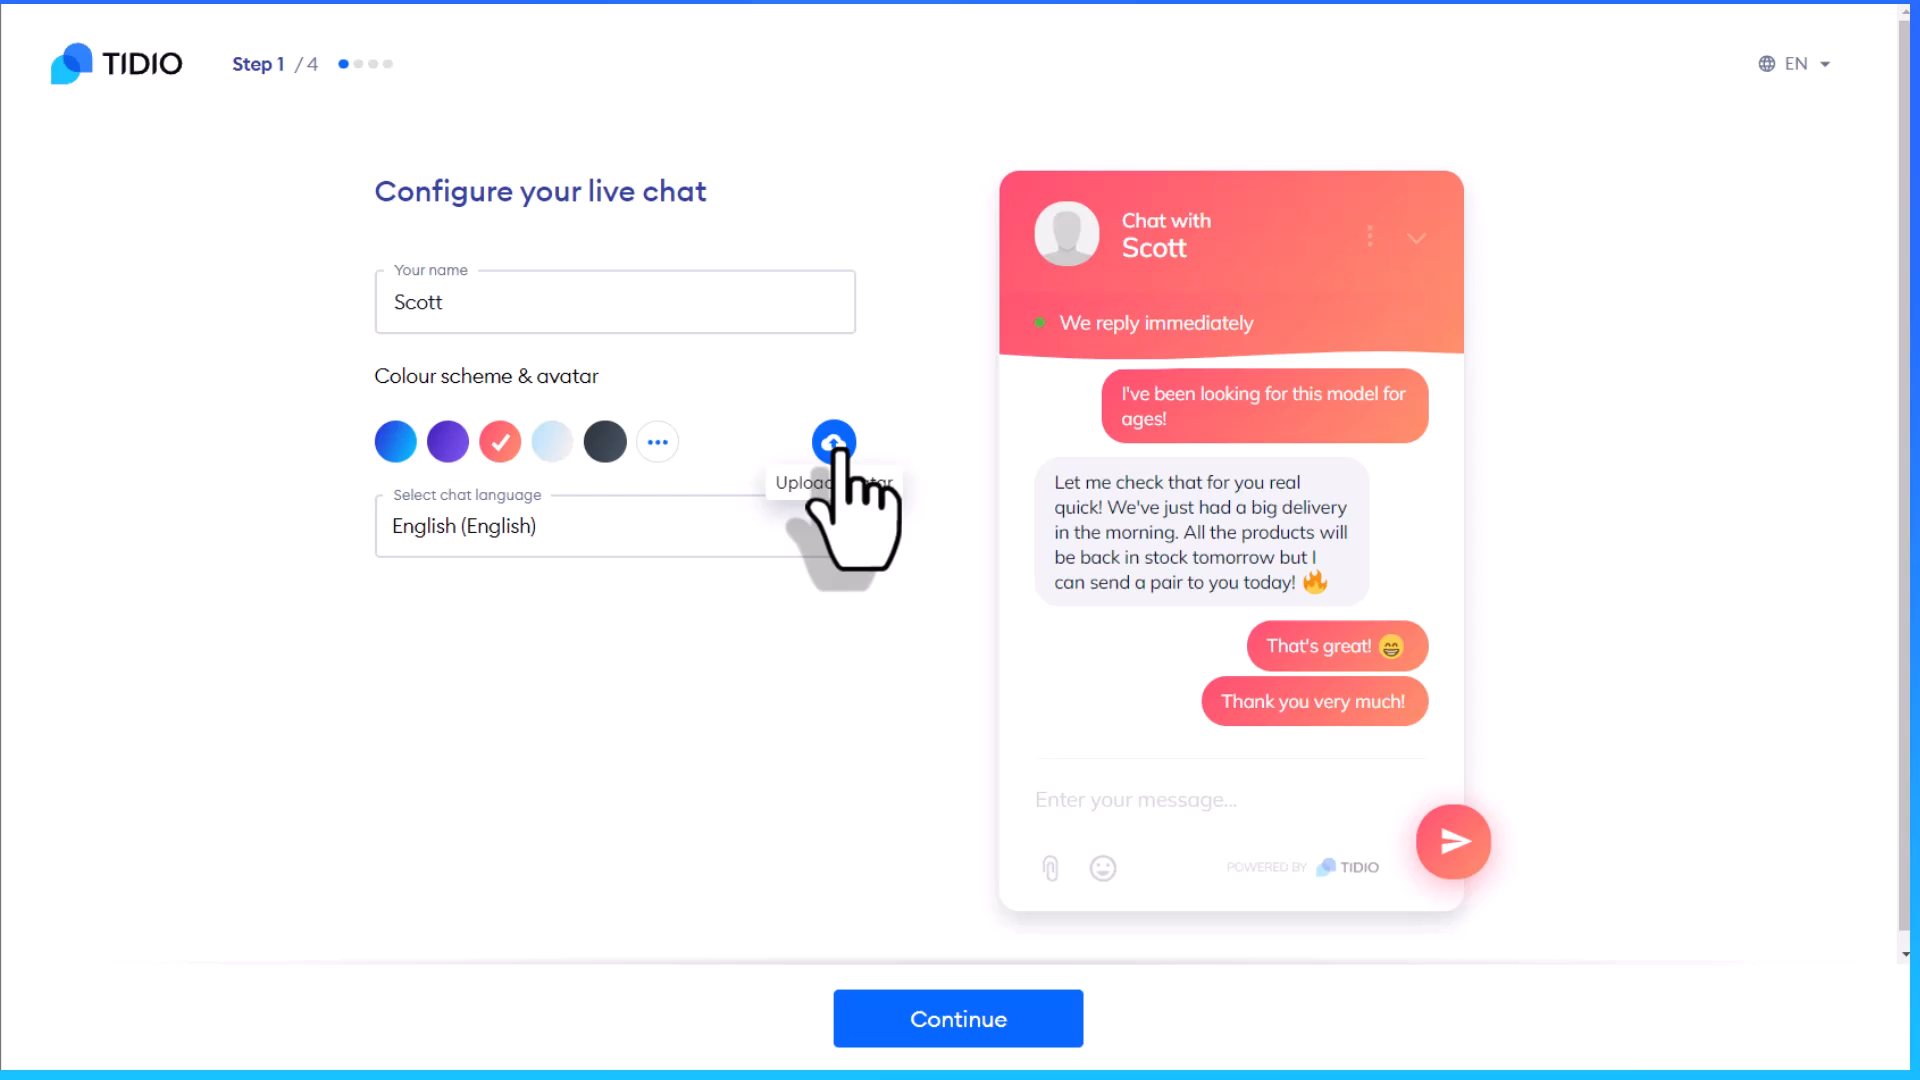 TIDIO
Step 1 / 4
EN
Configure your live chat
Your name
Scott
Colour scheme & avatar
Upload
Select chat language
English (English)
Chat with
Scott
We reply immediately
I've been looking for this model for
ages!
Let me check that for you real
quick! We've just had a big delivery
in the morning. All the products will
be back in stock tomorrow but I
can send a pair to you today! 🔥
That's great! 😄
Thank you very much!
Enter your message...
POWERED BY TIDIO
Continue